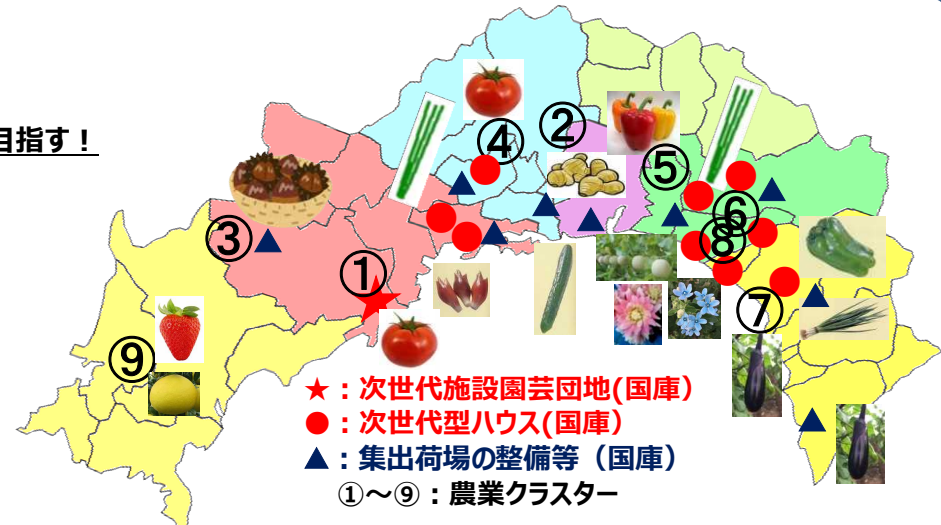 目指す！
②
④
⑤
⑥
③
⑧
①
⑦
⑨
★：次世代施設園芸団地(国庫）
●：次世代型ハウス(国庫）
▲：集出荷場の整備等（国庫）
①～⑨：農業クラスター